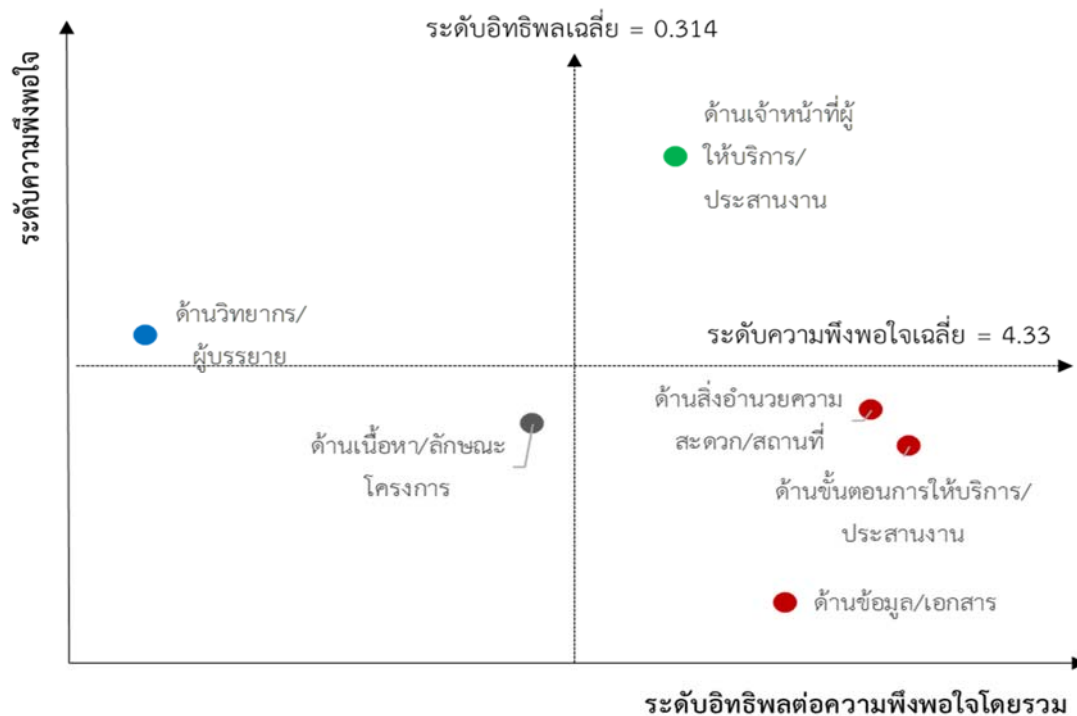 ระดับอิทธิพลเฉลี่ย = 0.314
ระดับความพึงพอใจ
ด้านเจ้าหน้าที่ผู้
ให้บริการ/
ประสานงาน
ด้านวิทยากร/
ผู้บรรยาย
ระดับความพึงพอใจเฉลี่ย = 4.33
ด้านสิ่งอำนวยความ
สะดวก/สถานที่
ด้านเนื้อหา/ลักษณะ
โครงการ
ด้านขั้นตอนการให้บริการ/
ประสานงาน
ด้านข้อมูล/เอกสาร
ระดับอิทธิพลต่อความพึงพอใจโดยรวม